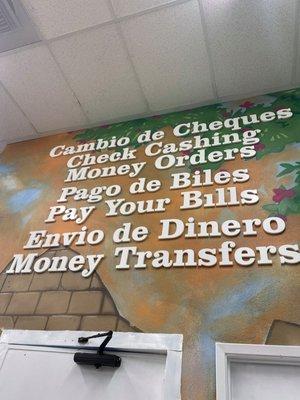 Cambio de Cheques
Check Cashing
Money Orders
Pago de Biles
Pay Your Bills
Envio de Dinero
Money Transfers